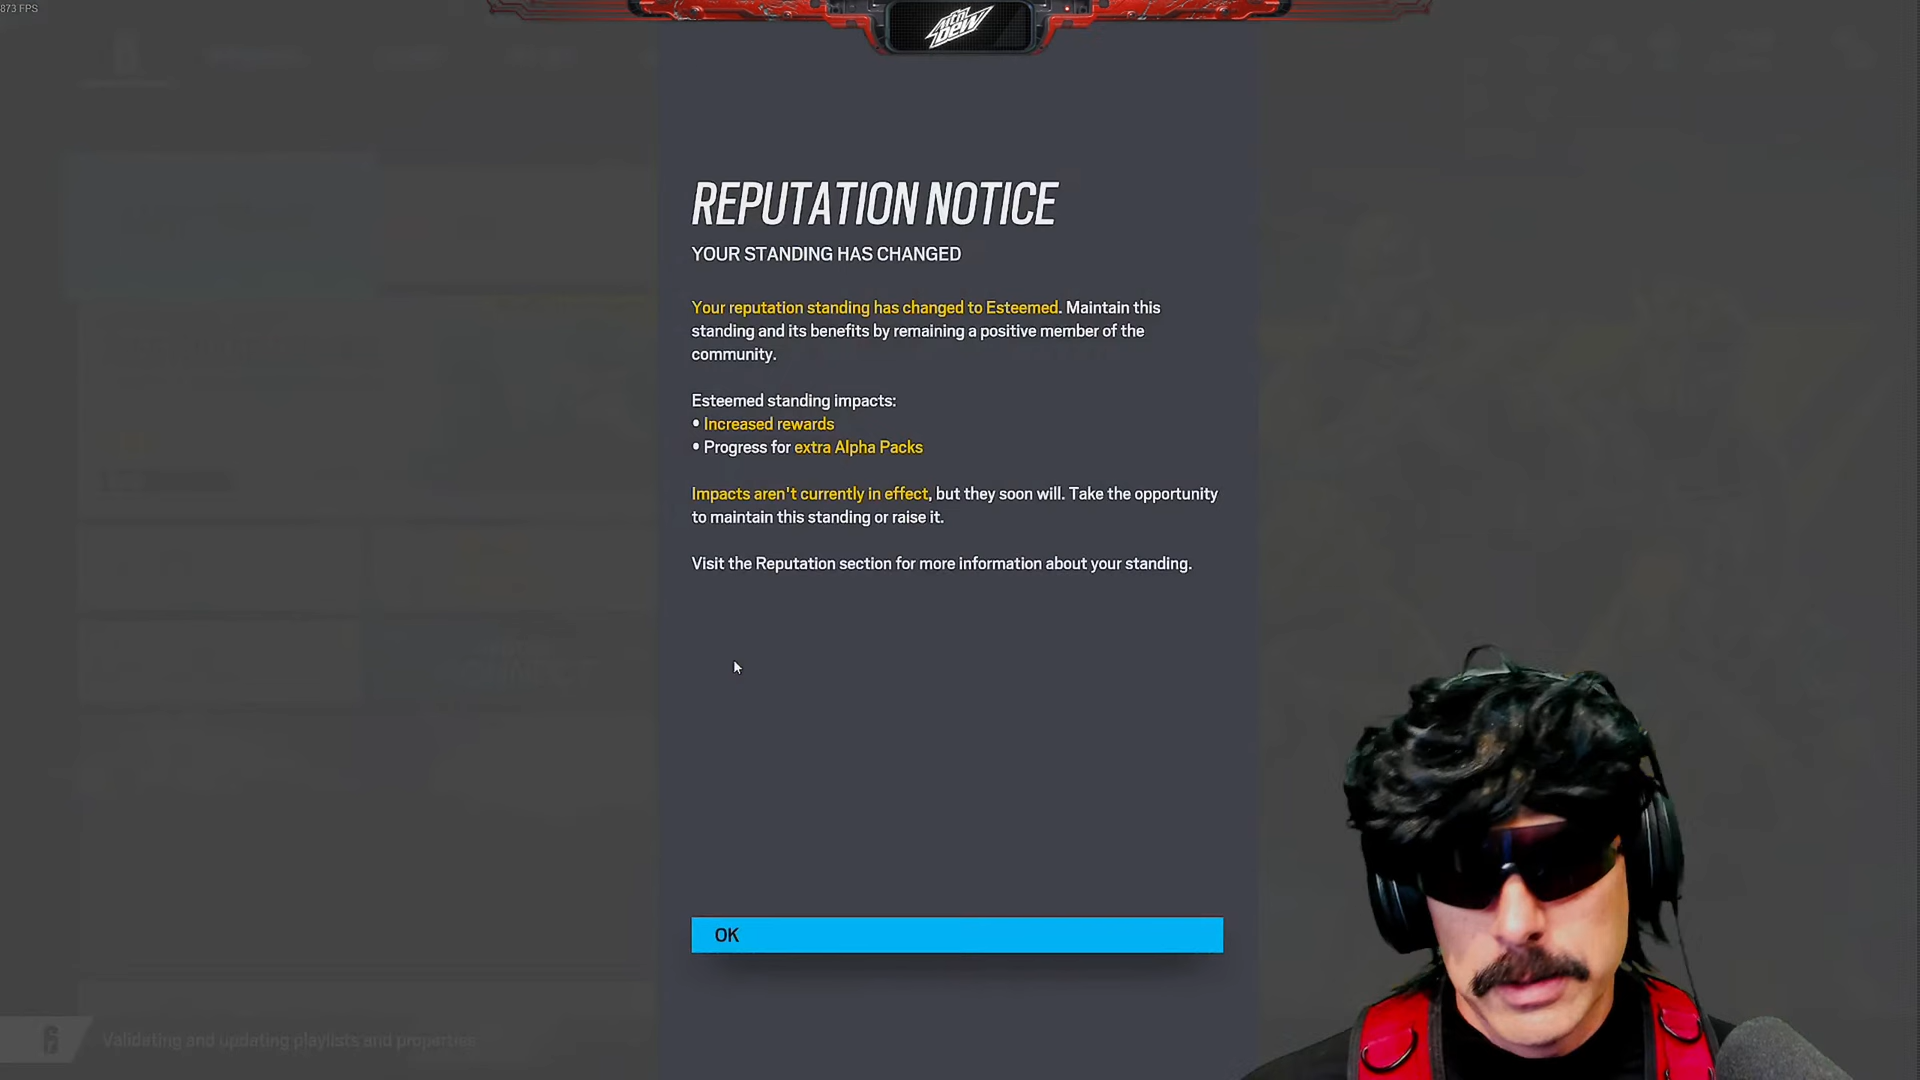 873 FPS
mtn
DEW
REPUTATION NOTICE
YOUR STANDING HAS CHANGED
Your reputation standing has changed to Esteemed. Maintain this
standing and its benefits by remaining a positive member of the
community.
Esteemed standing impacts:
• Increased rewards
• Progress for extra Alpha Packs
Impacts aren't currently in effect, but they soon will. Take the opportunity
to maintain this standing or raise it.
Visit the Reputation section for more information about your standing.
OK
Validating and updating playlists and properties